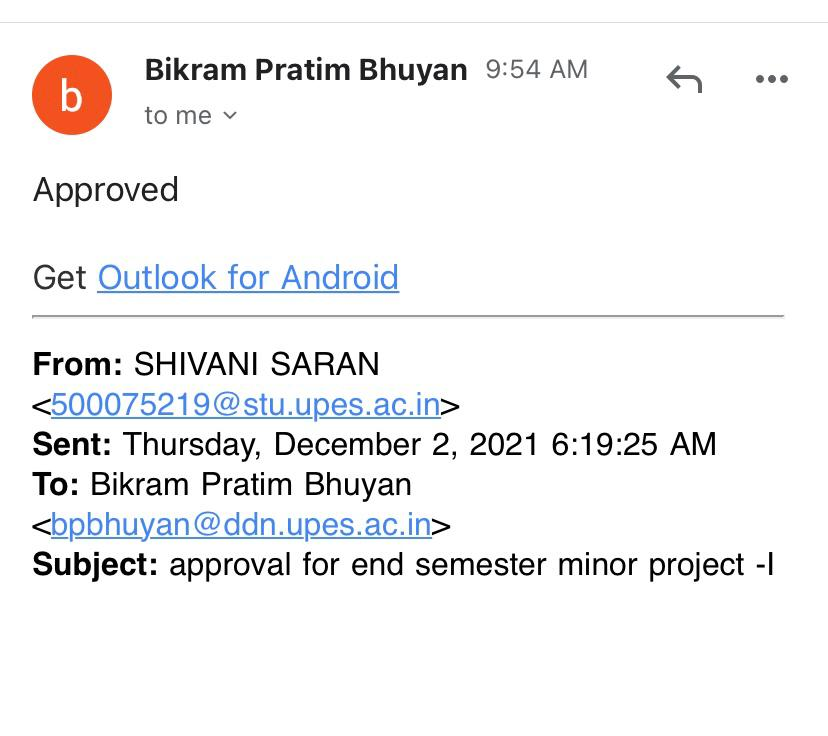 b
Bikram Pratim Bhuyan 9:54 AM
to me
Approved
Get Outlook for Android
From: SHIVANI SARAN
<500075219@stu.upes.ac.in>
Sent: Thursday, December 2, 2021 6:19:25 AM
To: Bikram Pratim Bhuyan
<bpbhuyan@ddn.upes.ac.in>
Subject: approval for end semester minor project -I